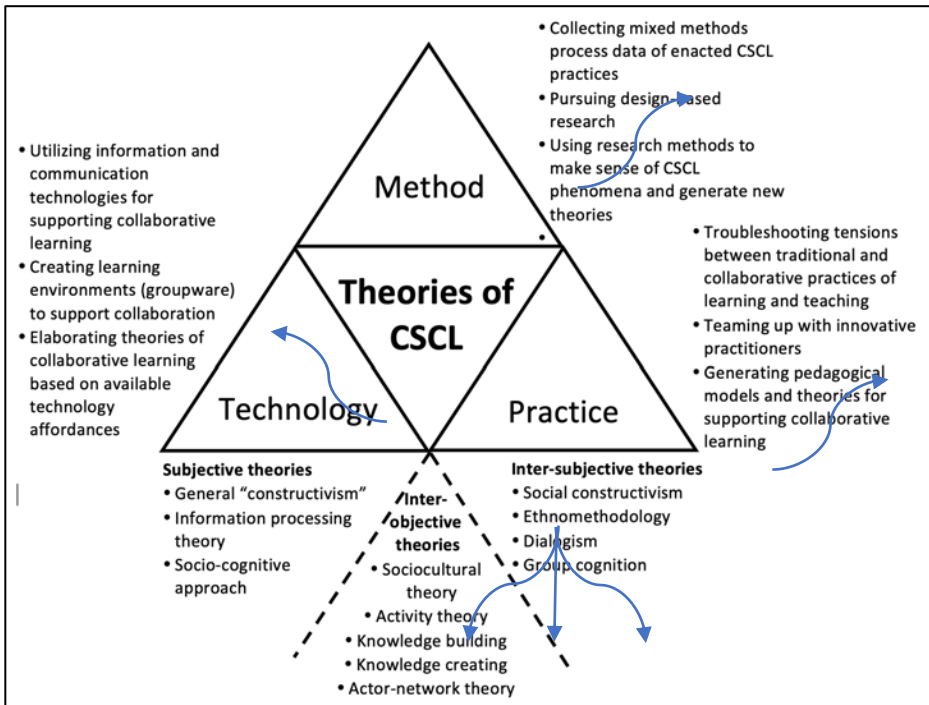 • Collecting mixed methods
process data of enacted CSCL
practices
• Pursuing design-based
research
• Using research methods to
make sense of CSCL
phenomena and generate new
theories
•
• Utilizing information and
communication
technologies for
supporting collaborative
learning
• Creating learning
environments (groupware)
to support collaboration
• Elaborating theories of
collaborative learning
based on available
technology
affordances
Method
Theories of
CSCL
Technology
Practice
• Troubleshooting tensions
between traditional and
collaborative practices of
learning and teaching
• Teaming up with innovative
practitioners
• Generating pedagogical
models and theories for
supporting collaborative
learning
Subjective theories
• General “constructivism”
• Information processing
theory
• Socio-cognitive
approach
Inter-
objective
theories
• Sociocultural
theory
• Activity theory
• Knowledge building
• Knowledge creating
• Actor-network theory
Inter-subjective theories
• Social constructivism
• Ethnomethodology
• Dialogism
• Group cognition